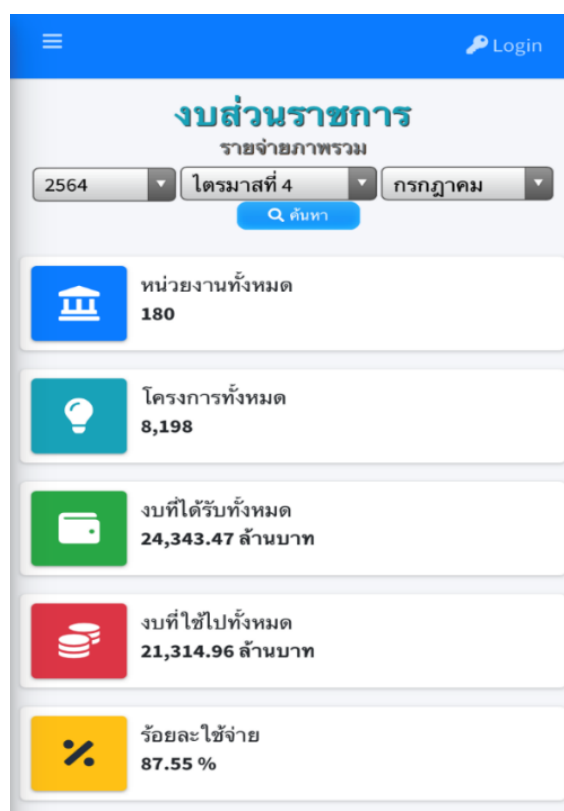 Login
งบส่วนราชการ
รายจ่ายภาพรวม
2564 ไตรมาสที่ 4 กรกฎาคม
ค้นหา
หน่วยงานทั้งหมด
180
โครงการทั้งหมด
8,198
งบที่ได้รับทั้งหมด
24,343.47 ล้านบาท
งบที่ใช้ไปทั้งหมด
21,314.96 ล้านบาท
ร้อยละใช้จ่าย
87.55 %